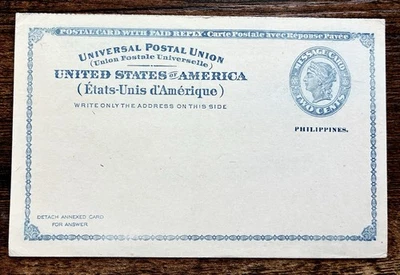 POSTAL CARD WITH PAID REPLY.-Carte Postale avec Réponse Payée.
UNIVERSAL POSTAL UNION
(Union Postale Universelle)
UNITED STATES OF AMERICA
(États-Unis d'Amérique)
WRITE ONLY THE ADDRESS ON THIS SIDE
MESSAGE CARD
TWO CENTS
PHILIPPINES.
DETACH ANNEXED CARD
FOR ANSWER